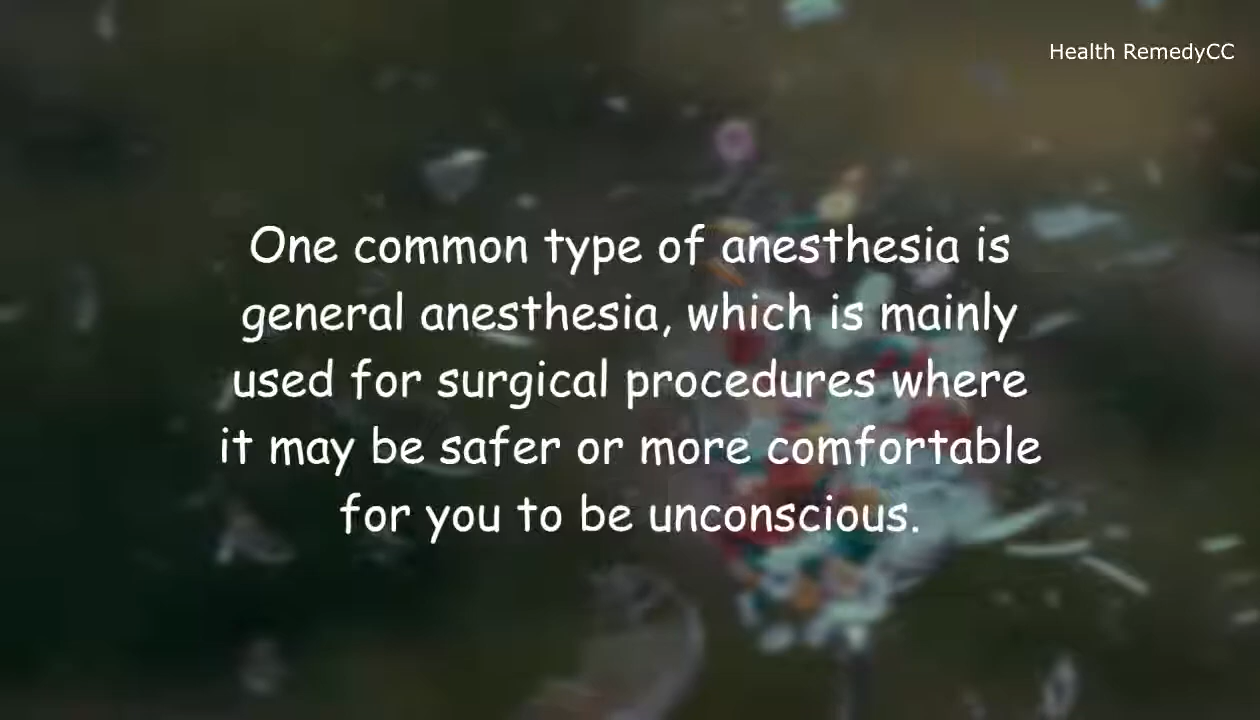 Health RemedyCC
One common type of anesthesia is
general anesthesia, which is mainly
used for surgical procedures where
it may be safer or more comfortable
for you to be unconscious.